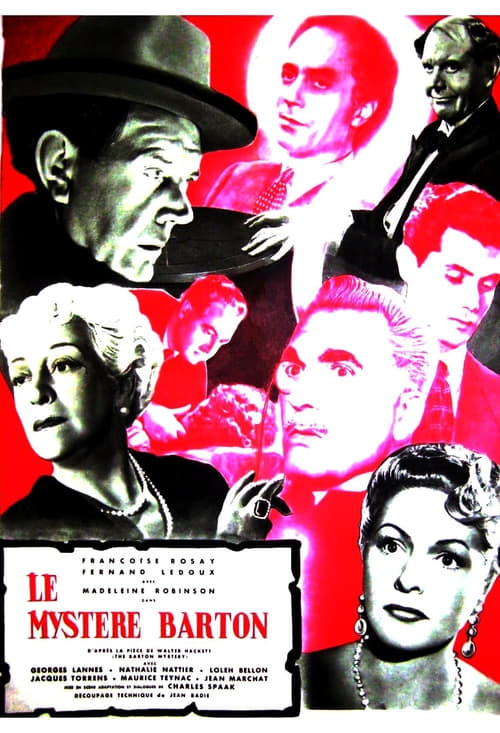 FRANCOISE ROSAY
FERNAND LEDOUX
AVEC
MADELEINE ROBINSON
DANS
LE
MYSTERE BARTON
D'APRÈS LA PIÈCE DE WALTER HACKETT
(THE BARTON MYSTERY)
AVEC
GEORGES LANNES • NATHALIE NATTIER • LOLEH BELLON
JACQUES TORRENS • MAURICE TEYNAC • JEAN MARCHAT
MISE EN SCÈNE ADAPTATION ET DIALOGUES DE CHARLES SPAAK
DÉCOUPAGE TECHNIQUE DE JEAN BADIE